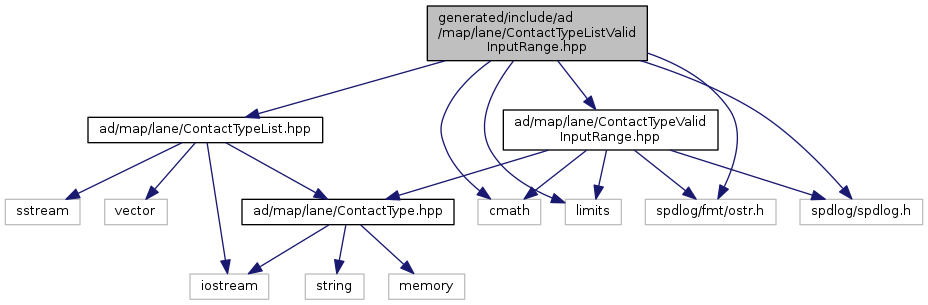 generated/include/ad
/map/lane/ContactTypeListValid
InputRange.hpp
ad/map/lane/ContactTypeList.hpp
ad/map/lane/ContactTypeValid
InputRange.hpp
sstream
vector
ad/map/lane/ContactType.hpp
cmath
limits
spdlog/fmt/ostr.h
spdlog/spdlog.h
iostream
string
memory